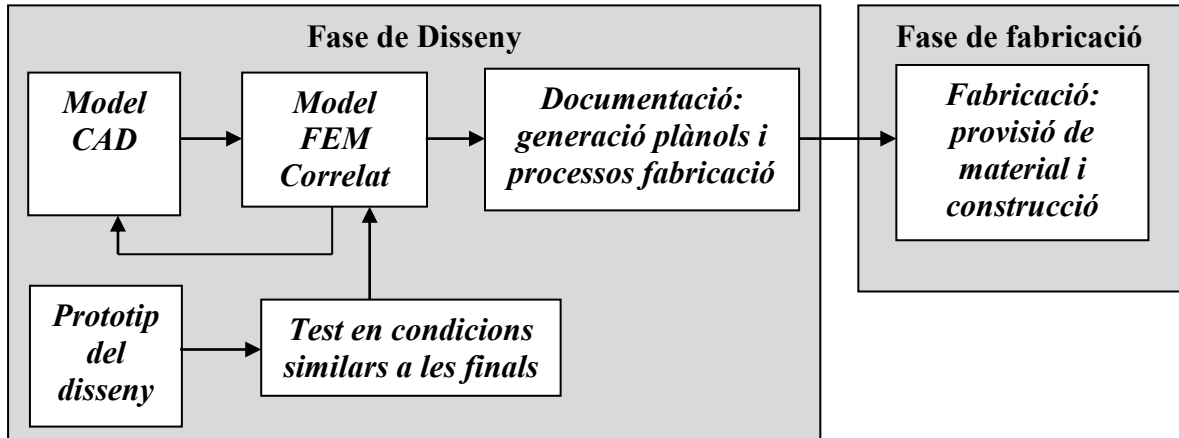 Fase de Disseny
Model
CAD
Model
FEM
Correlat
Documentació:
generació plànols i
processos fabricació
Prototip
del
disseny
Test en condicions
similars a les finals
Fase de fabricació
Fabricació:
provisió de
material i
construcció